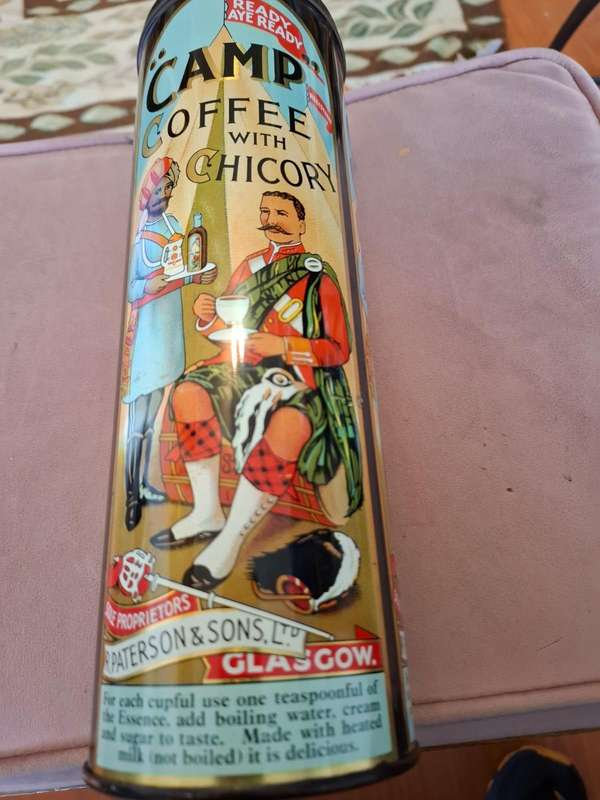 READY
AYE READY
"CAMP"
COFFEE
WITH
CHICORY
PROPRIETORS
PATERSON & SONS, LTD
GLASGOW.
For each cupful use one teaspoonful of
the Essence, add boiling water, cream
and sugar to taste. Made with heated
milk (not boiled) it is delicious.